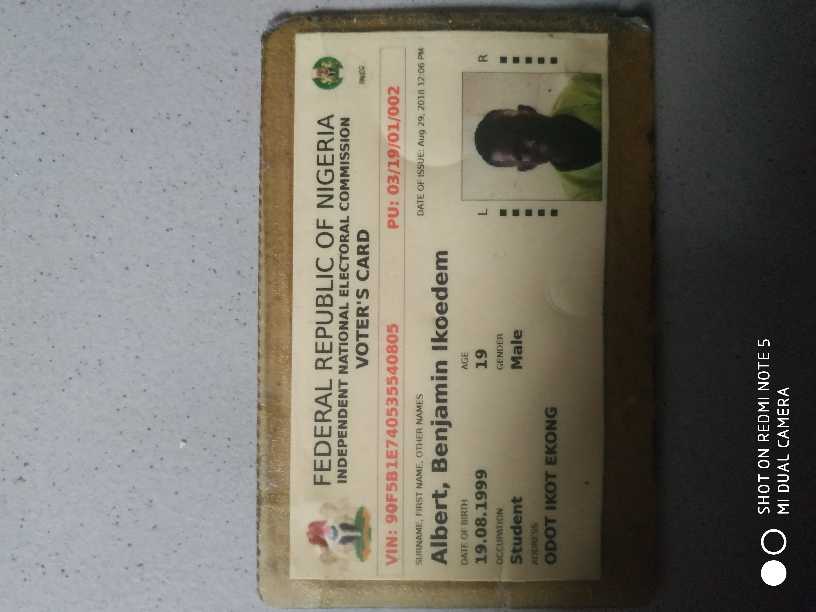 FEDERAL REPUBLIC OF NIGERIA
INDEPENDENT NATIONAL ELECTORAL COMMISSION
VOTER'S CARD
VIN: 90F5B1E740535540805 PU: 03/19/01/002
SURNAME, FIRST NAME, OTHER NAMES DATE OF ISSUE: Aug 29, 2018 12:06 PM
Albert, Benjamin Ikoedem
DATE OF BIRTH AGE
19.08.1999 19
OCCUPATION GENDER
Student Male
ADDRESS
ODOT IKOT EKONG
L R
SHOT ON REDMI NOTE 5
MI DUAL CAMERA